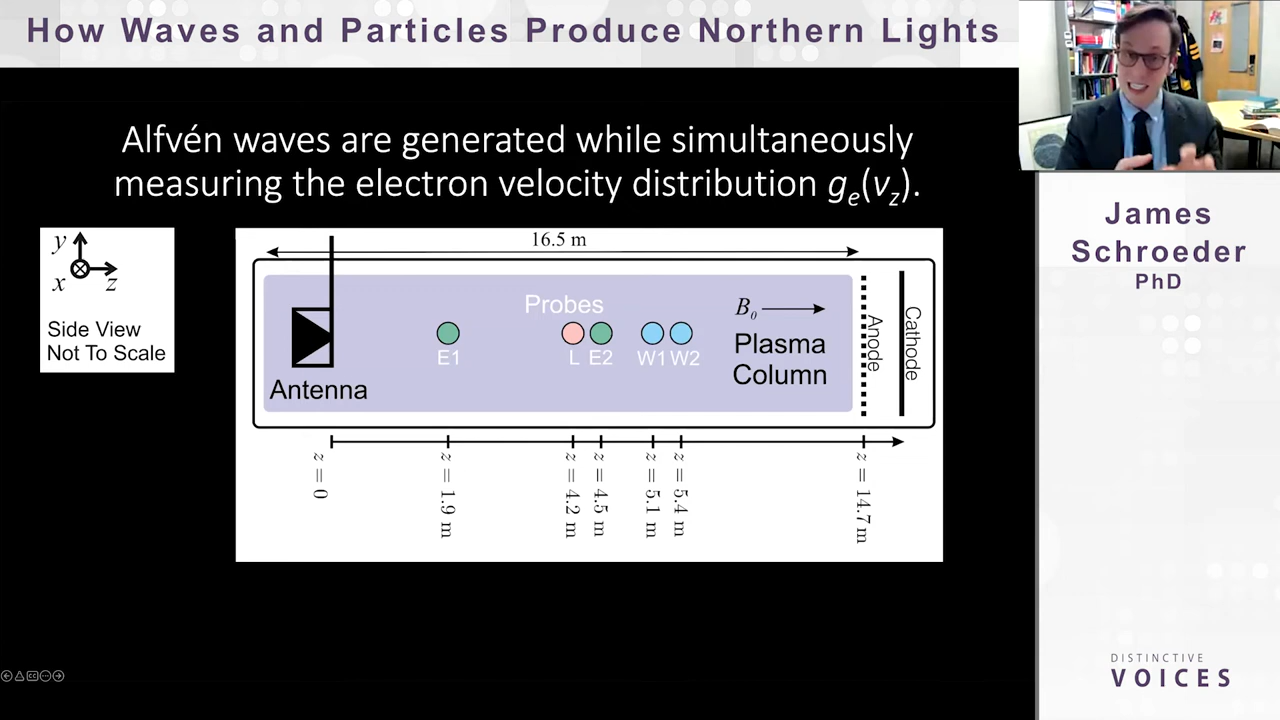 How Waves and Particles Produce Northern Lights
Alfvén waves are generated while simultaneously
measuring the electron velocity distribution gₑ(v_z).
y
x
z
Side View
Not To Scale
16.5 m
Probes
B₀
Plasma
Column
E1
L
E2
W1
W2
Antenna
Anode
Cathode
z = 0
z = 1.9 m
z = 4.2 m
z = 4.5 m
z = 5.1 m
z = 5.4 m
z = 14.7 m
James
Schroeder
PhD
DISTINCTIVE
VOICES